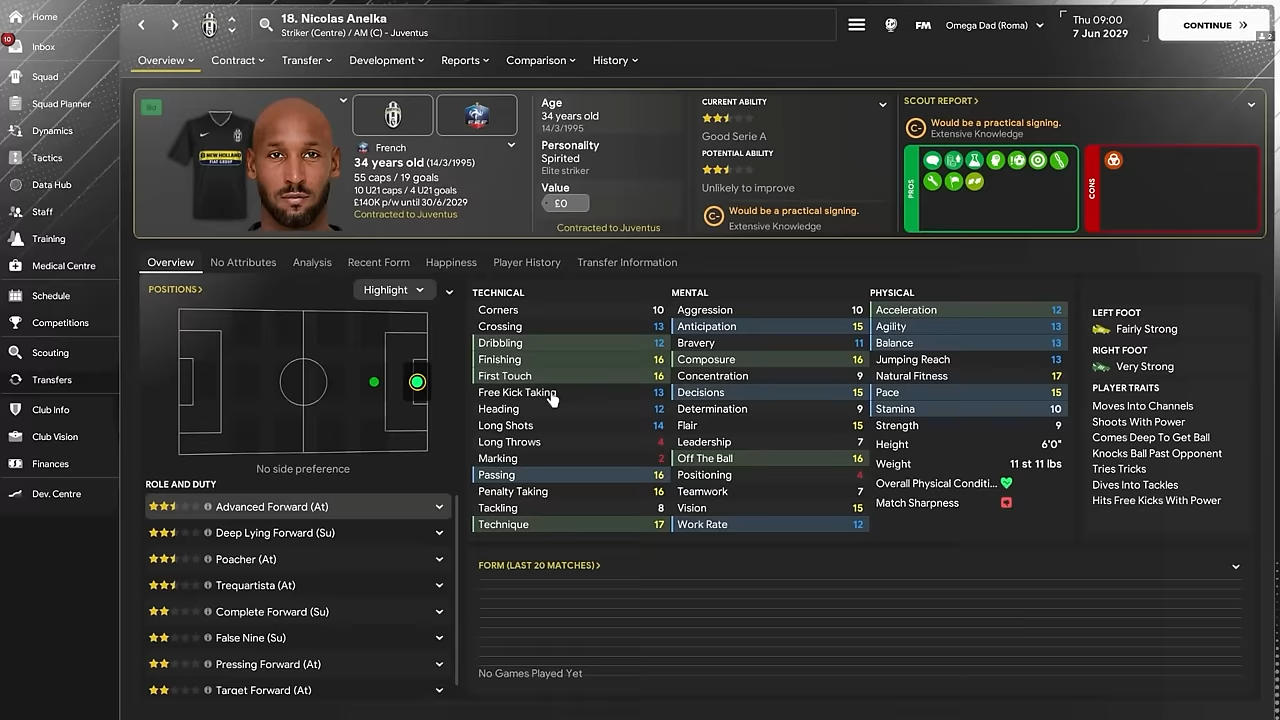 Home
10
Inbox
Squad
Squad Planner
Dynamics
Tactics
Data Hub
Staff
Training
Medical Centre
Schedule
Competitions
Scouting
Transfers
Club Info
Club Vision
Finances
Dev. Centre
18. Nicolas Anelka
Striker (Centre) / AM (C) - Juventus
FM
Omega Dad (Roma)
Thu 09:00
7 Jun 2029
CONTINUE
2
Overview
Contract
Transfer
Development
Reports
Comparison
History
Bid
NEW HOLLAND
FIAT GROUP
French
34 years old (14/3/1995)
55 caps / 19 goals
10 U21 caps / 4 U21 goals
£140K p/w until 30/6/2029
Contracted to Juventus
Age
34 years old
14/3/1995
Personality
Spirited
Elite striker
Value
£0
Contracted to Juventus
CURRENT ABILITY
Good Serie A
POTENTIAL ABILITY
Unlikely to improve
C-
Would be a practical signing.
Extensive Knowledge
SCOUT REPORT >
C-
Would be a practical signing.
Extensive Knowledge
PROS
CONS
Overview
No Attributes
Analysis
Recent Form
Happiness
Player History
Transfer Information
POSITIONS >
Highlight
No side preference
ROLE AND DUTY
Advanced Forward (At)
Deep Lying Forward (Su)
Poacher (At)
Trequartista (At)
Complete Forward (Su)
False Nine (Su)
Pressing Forward (At)
Target Forward (At)
TECHNICAL
Corners 10
Crossing 13
Dribbling 12
Finishing 16
First Touch 16
Free Kick Taking 13
Heading 12
Long Shots 14
Long Throws 4
Marking 2
Passing 16
Penalty Taking 16
Tackling 8
Technique 17
MENTAL
Aggression 10
Anticipation 15
Bravery 11
Composure 16
Concentration 9
Decisions 15
Determination 9
Flair 15
Leadership 7
Off The Ball 16
Positioning 4
Teamwork 7
Vision 15
Work Rate 12
PHYSICAL
Acceleration 12
Agility 13
Balance 13
Jumping Reach 13
Natural Fitness 17
Pace 15
Stamina 10
Strength 9
Height 6'0"
Weight 11 st 11 lbs
Overall Physical Conditi...
Match Sharpness
LEFT FOOT
Fairly Strong
RIGHT FOOT
Very Strong
PLAYER TRAITS
Moves Into Channels
Shoots With Power
Comes Deep To Get Ball
Knocks Ball Past Opponent
Tries Tricks
Dives Into Tackles
Hits Free Kicks With Power
FORM (LAST 20 MATCHES) >
No Games Played Yet